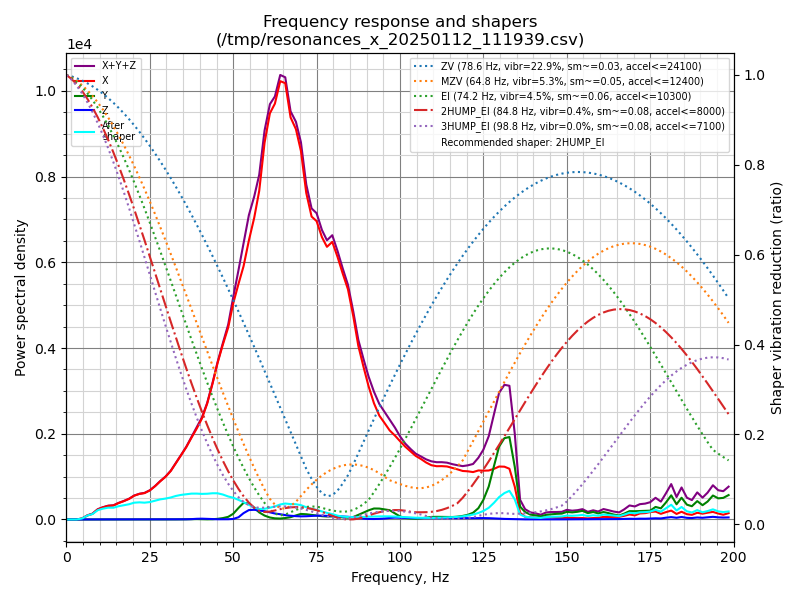 Frequency response and shapers
(/tmp/resonances_x_20250112_111939.csv)
1e4
X+Y+Z
X
Y
Z
After
shaper
ZV (78.6 Hz, vibr=22.9%, sm~=0.03, accel<=24100)
MZV (64.8 Hz, vibr=5.3%, sm~=0.05, accel<=12400)
EI (74.2 Hz, vibr=4.5%, sm~=0.06, accel<=10300)
2HUMP_EI (84.8 Hz, vibr=0.4%, sm~=0.08, accel<=8000)
3HUMP_EI (98.8 Hz, vibr=0.0%, sm~=0.08, accel<=7100)
Recommended shaper: 2HUMP_EI
Power spectral density
1.0
0.8
0.6
0.4
0.2
0.0
1.0
0.8
0.6
0.4
0.2
0.0
Shaper vibration reduction (ratio)
0 25 50 75 100 125 150 175 200
Frequency, Hz